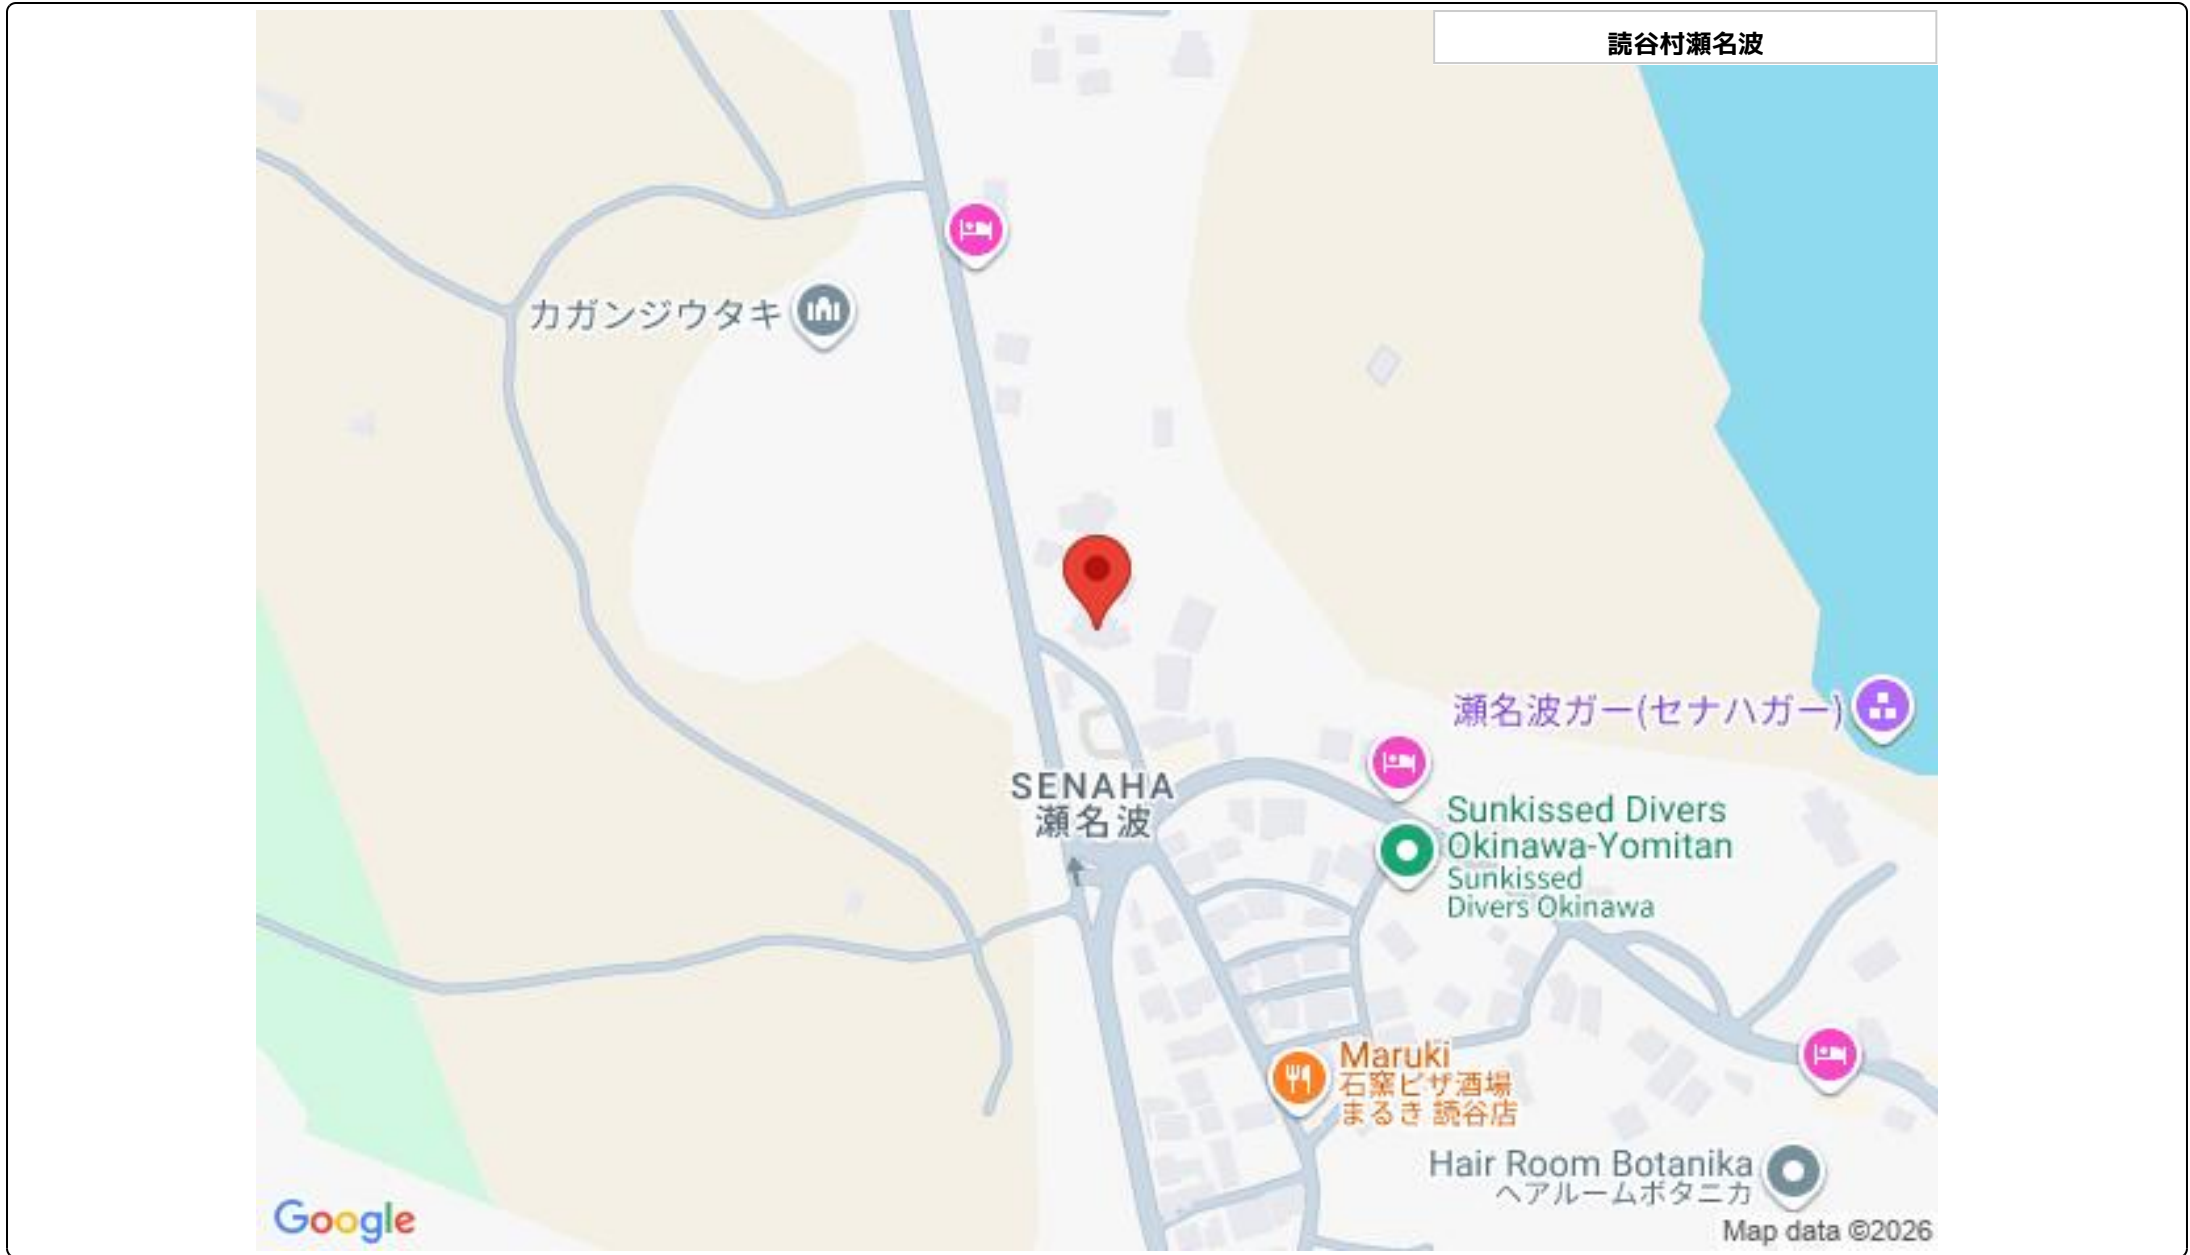 読谷村瀬名波
カガンジウタキ
瀬名波ガー(セナハガー)
SENAHA
瀬名波
Sunkissed Divers
Okinawa-Yomitan
Sunkissed
Divers Okinawa
Maruki
石窯ピザ酒場
まるき 読谷店
Hair Room Botanika
ヘアルームボタニカ
Google
Map data ©2026